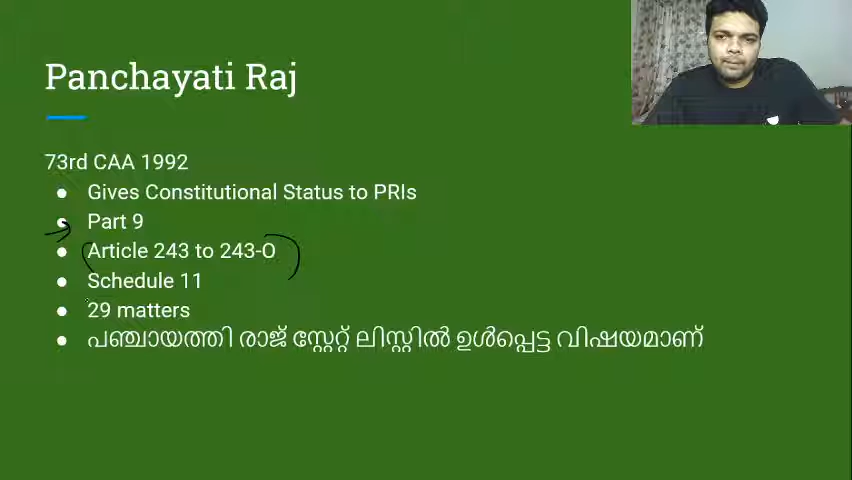 Panchayati Raj
73rd CAA 1992
● Gives Constitutional Status to PRIs
● Part 9
● Article 243 to 243-O
● Schedule 11
● 29 matters
● പഞ്ചായത്തി രാജ് സ്റ്റേറ്റ് ലിസ്റ്റിൽ ഉൾപ്പെട്ട വിഷയമാണ്